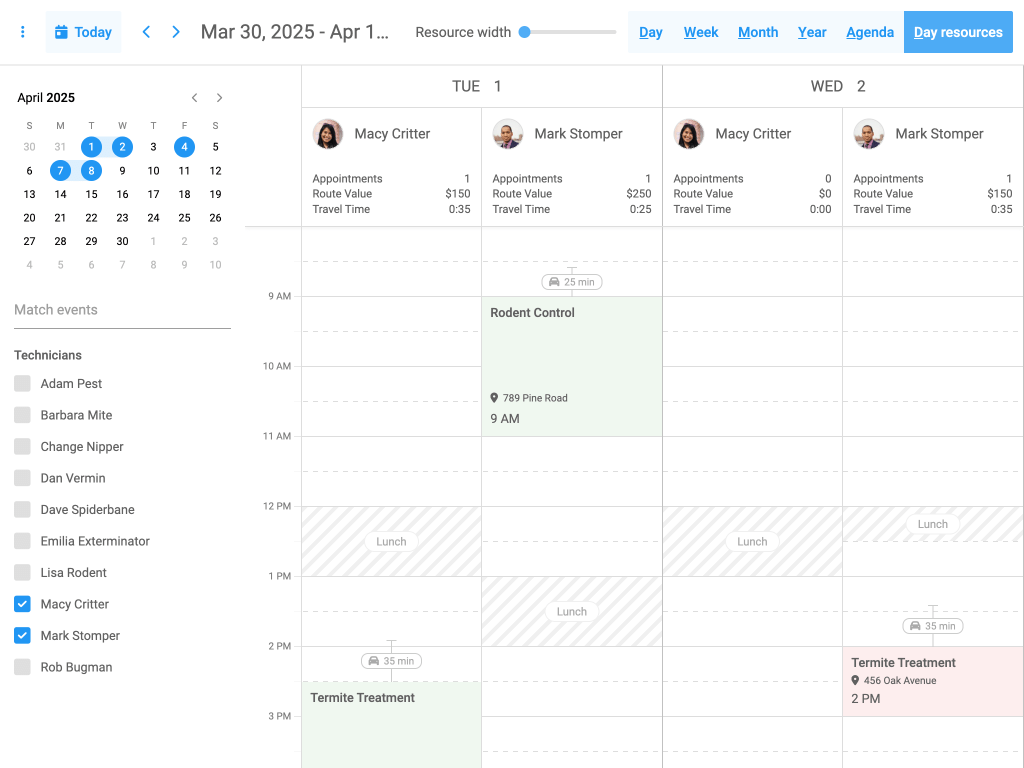 Today
Mar 30, 2025 - Apr 1...
Resource width
Day
Week
Month
Year
Agenda
Day resources
April 2025
S M T W T F S
30 31 1 2 3 4 5
6 7 8 9 10 11 12
13 14 15 16 17 18 19
20 21 22 23 24 25 26
27 28 29 30 1 2 3
4 5 6 7 8 9 10
Match events
Technicians
Adam Pest
Barbara Mite
Change Nipper
Dan Vermin
Dave Spiderbane
Emilia Exterminator
Lisa Rodent
Macy Critter
Mark Stomper
Rob Bugman
TUE 1
WED 2
Macy Critter
Appointments 1
Route Value $150
Travel Time 0:35
Mark Stomper
Appointments 1
Route Value $250
Travel Time 0:25
Macy Critter
Appointments 0
Route Value $0
Travel Time 0:00
Mark Stomper
Appointments 1
Route Value $150
Travel Time 0:35
9 AM
10 AM
11 AM
12 PM
1 PM
2 PM
3 PM
Lunch
35 min
Termite Treatment
25 min
Rodent Control
789 Pine Road
9 AM
Lunch
Lunch
Lunch
35 min
Termite Treatment
456 Oak Avenue
2 PM